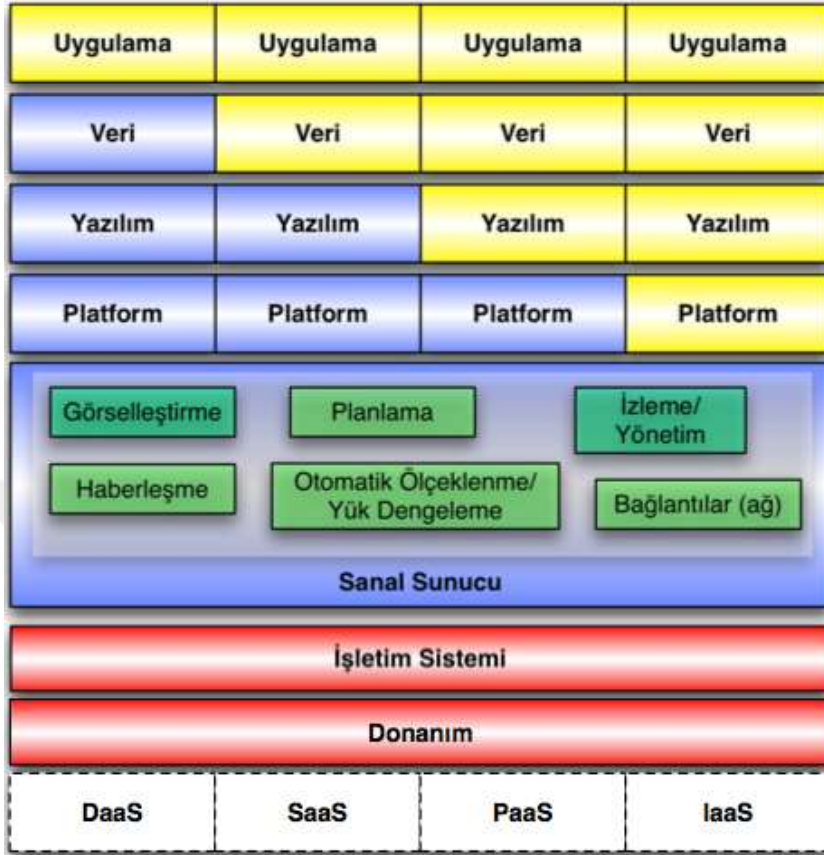 Uygulama Uygulama Uygulama Uygulama
Veri Veri Veri Veri
Yazılım Yazılım Yazılım Yazılım
Platform Platform Platform Platform
Görselleştirme
Planlama
İzleme/
Yönetim
Haberleşme
Otomatik Ölçeklenme/
Yük Dengeleme
Bağlantılar (ağ)
Sanal Sunucu
İşletim Sistemi
Donanım
DaaS SaaS PaaS IaaS